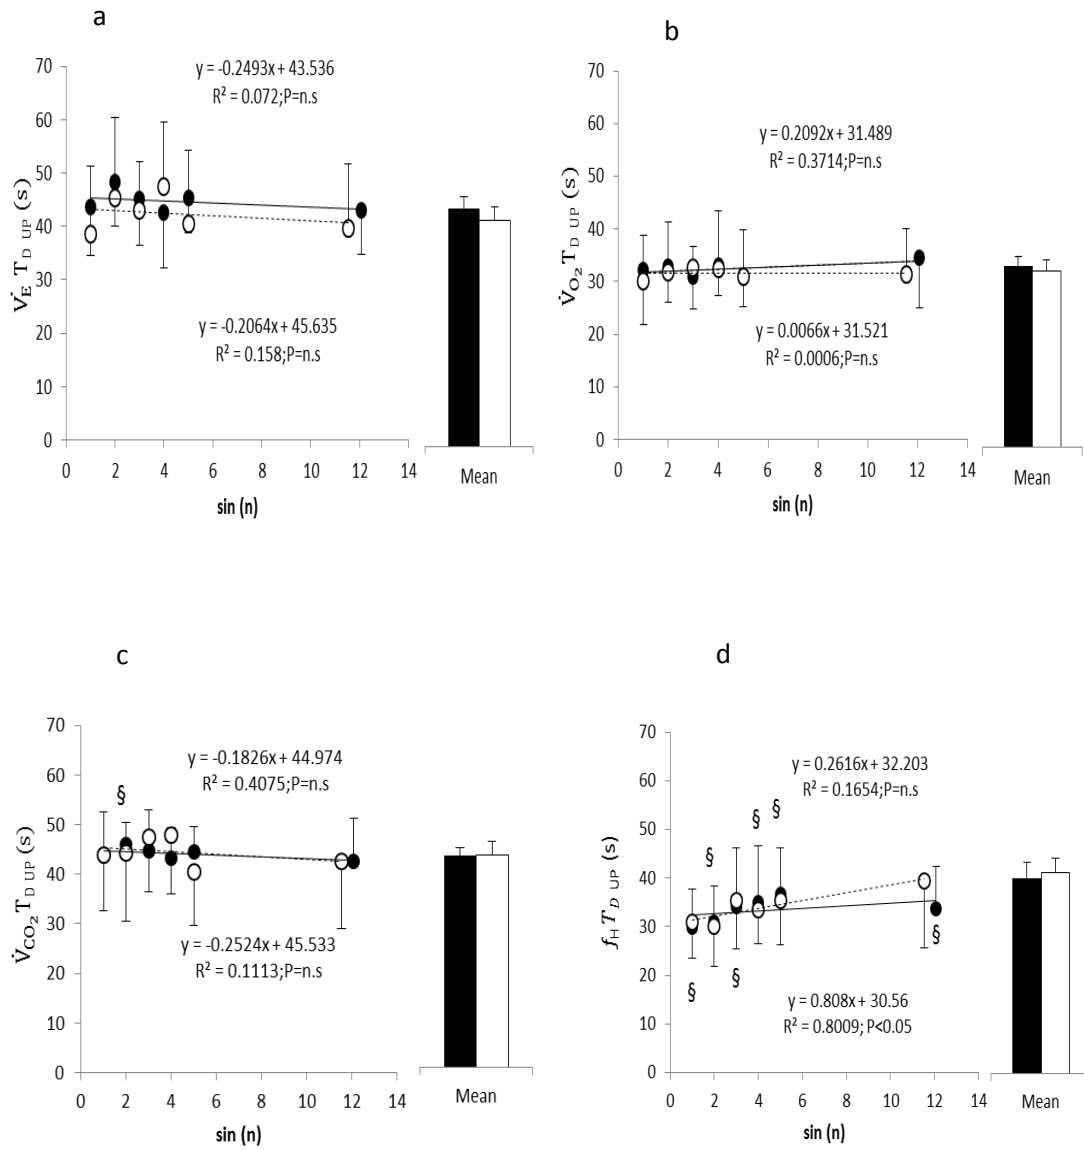 a
70
60
50
40
30
20
10
0
V̇E TD UP (s)
y = -0.2493x + 43.536
R² = 0.072;P=n.s
y = -0.2064x + 45.635
R² = 0.158;P=n.s
0 2 4 6 8 10 12 14
sin (n)
Mean
b
70
60
50
40
30
20
10
0
V̇O2 TD UP (s)
y = 0.2092x + 31.489
R² = 0.3714;P=n.s
y = 0.0066x + 31.521
R² = 0.0006;P=n.s
0 2 4 6 8 10 12 14
sin (n)
Mean
c
70
60
50
40
30
20
10
0
V̇CO2 TD UP (s)
y = -0.1826x + 44.974
R² = 0.4075;P=n.s
§
y = -0.2524x + 45.533
R² = 0.1113;P=n.s
0 2 4 6 8 10 12 14
sin (n)
Mean
d
70
60
50
40
30
20
10
0
fH TD UP (s)
y = 0.2616x + 32.203
R² = 0.1654;P=n.s
§ § §
§ § §
y = 0.808x + 30.56
R² = 0.8009; P<0.05
0 2 4 6 8 10 12 14
sin (n)
Mean